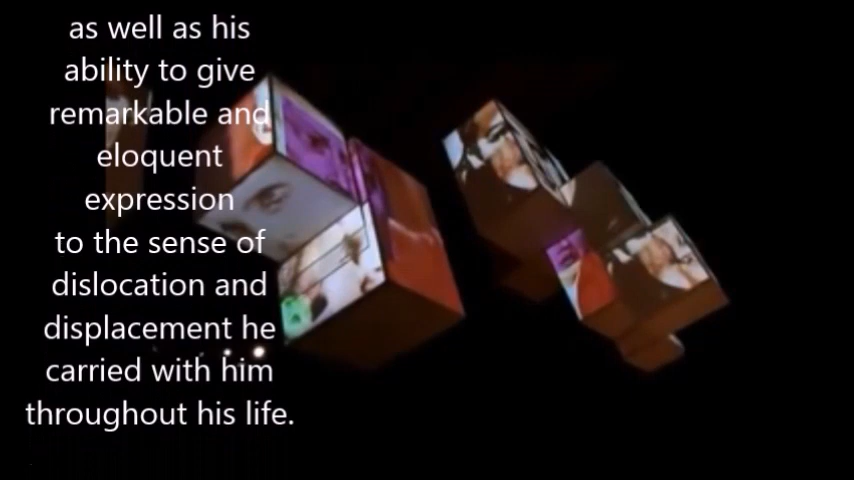 as well as his
ability to give
remarkable and
eloquent
expression
to the sense of
dislocation and
displacement he
carried with him
throughout his life.